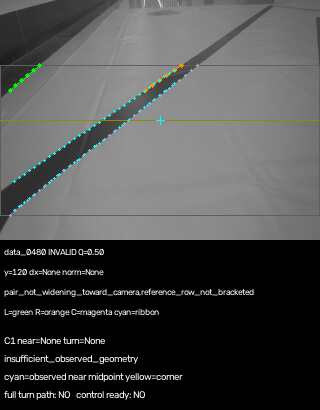 data_0480 INVALID Q=0.50
y=120 dx=None norm=None
pair_not_widening_toward_camera,reference_row_not_bracketed
L=green R=orange C=magenta cyan=ribbon
C1 near=None turn=None
insufficient_observed_geometry
cyan=observed near midpoint yellow=corner
full turn path: NO control ready: NO